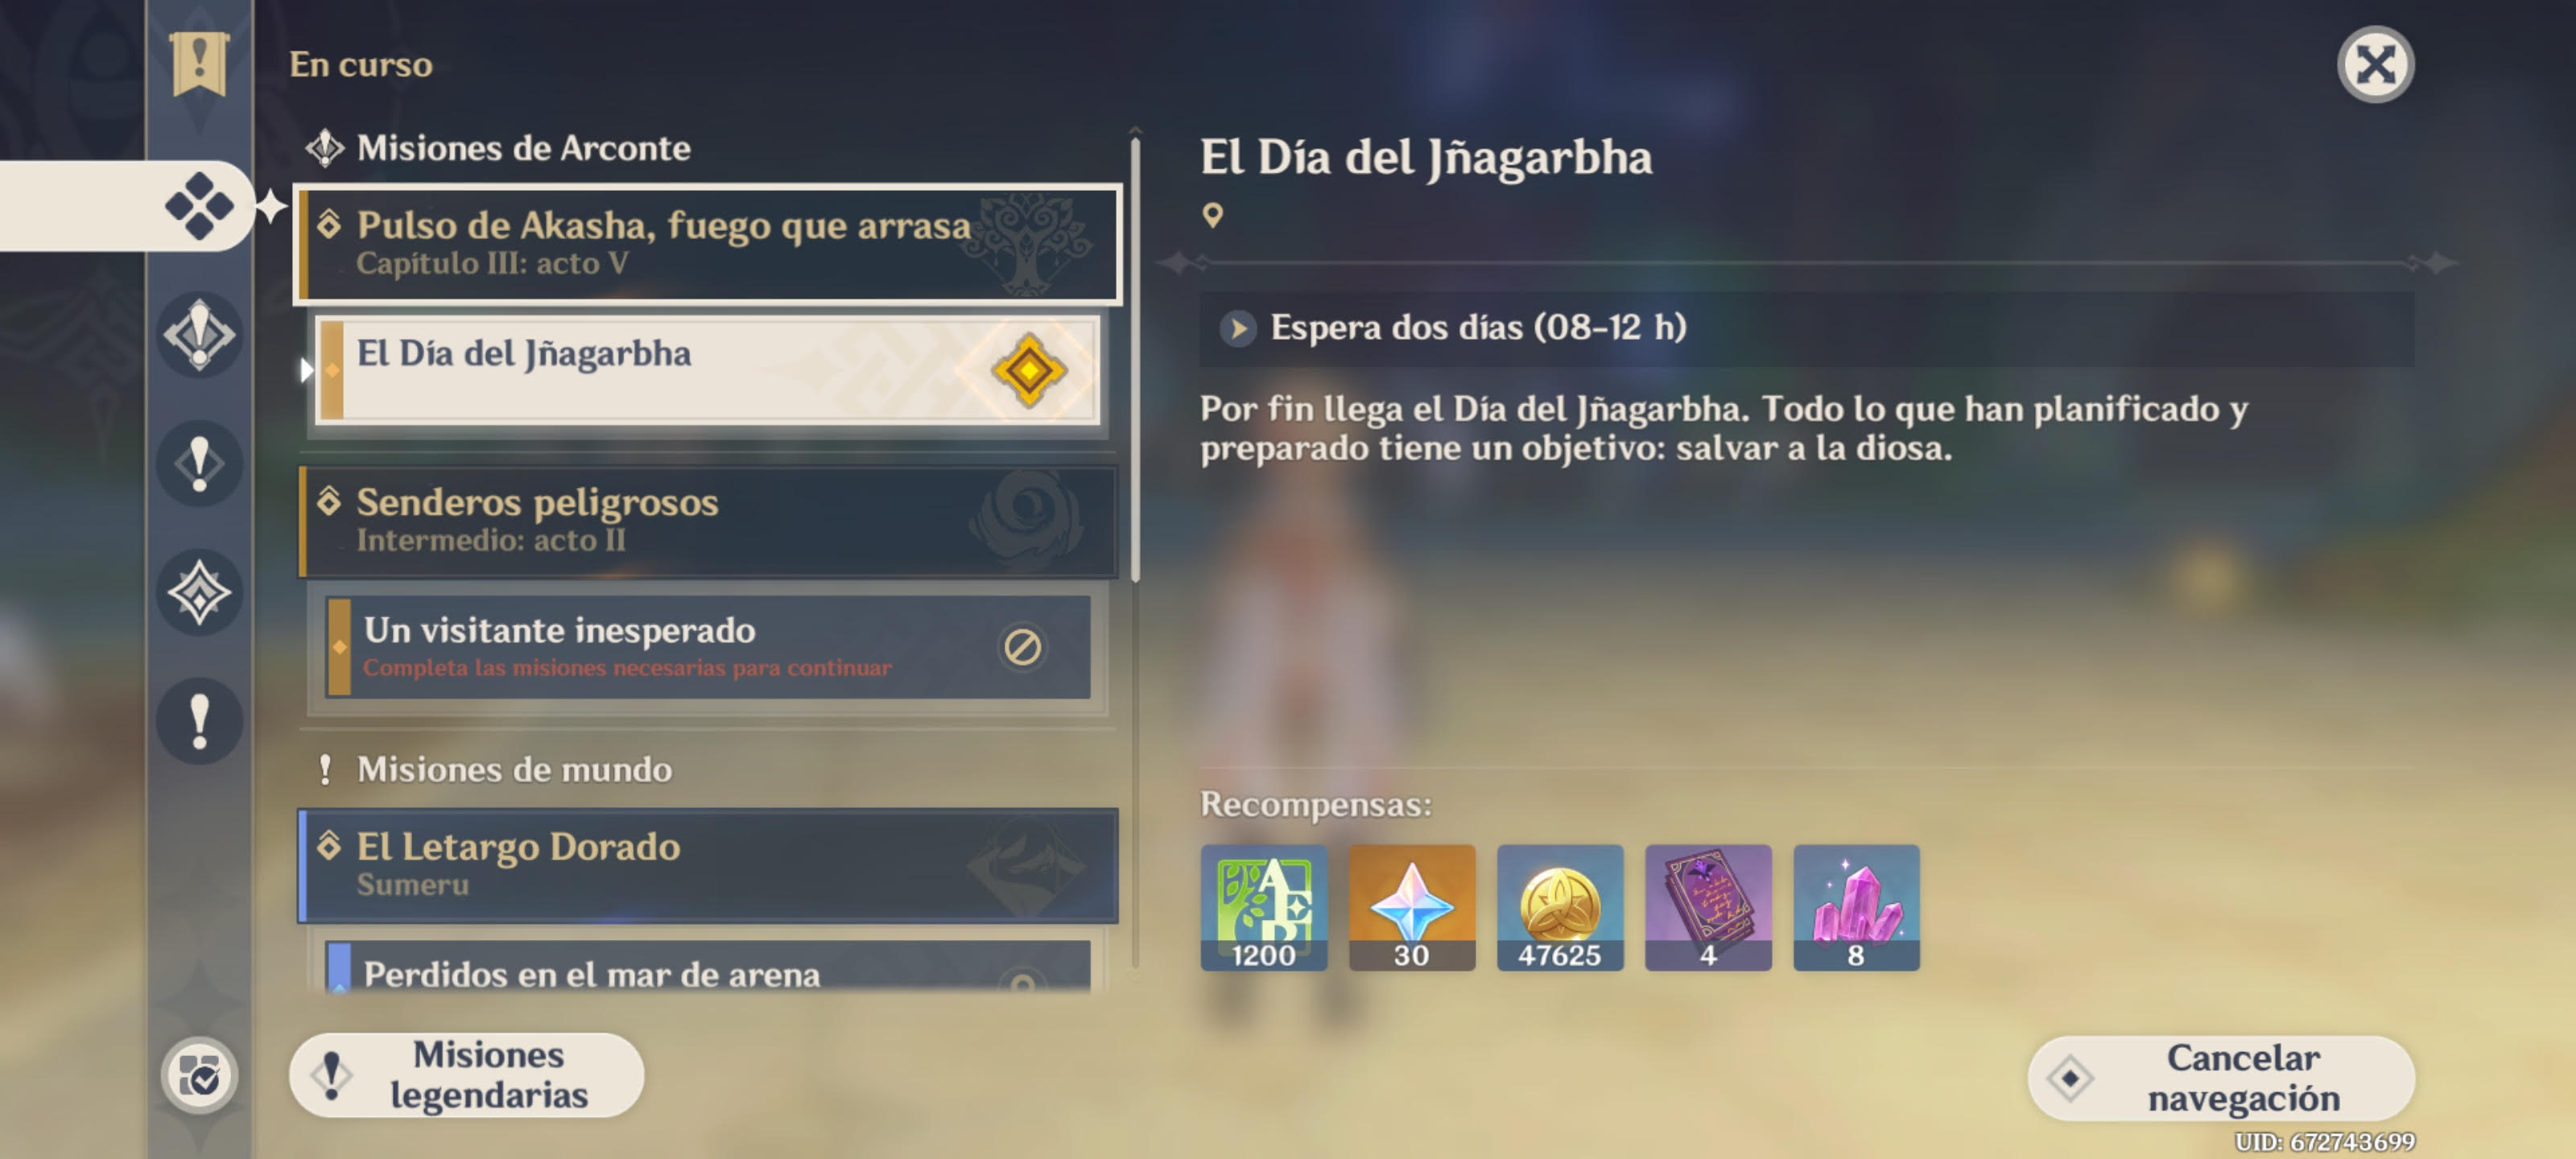 En curso
Misiones de Arconte
Pulso de Akasha, fuego que arrasa
Capítulo III: acto V
El Día del Jñagarbha
Senderos peligrosos
Intermedio: acto II
Un visitante inesperado
Completa las misiones necesarias para continuar
Misiones de mundo
El Letargo Dorado
Sumeru
Perdidos en el mar de arena
Misiones
legendarias
El Día del Jñagarbha
Espera dos días (08-12 h)
Por fin llega el Día del Jñagarbha. Todo lo que han planificado y
preparado tiene un objetivo: salvar a la diosa.
Recompensas:
1200
30
47625
4
8
Cancelar
navegación
UID: 672743699